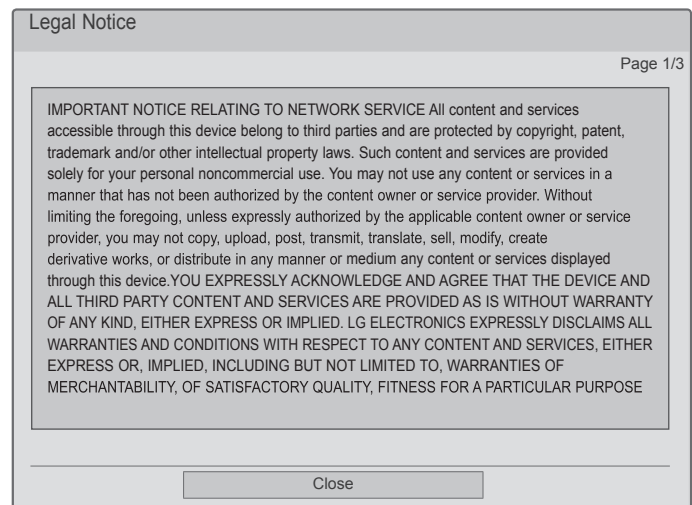 Legal Notice
Page 1/3
IMPORTANT NOTICE RELATING TO NETWORK SERVICE All content and services
accessible through this device belong to third parties and are protected by copyright, patent,
trademark and/or other intellectual property laws. Such content and services are provided
solely for your personal noncommercial use. You may not use any content or services in a
manner that has not been authorized by the content owner or service provider. Without
limiting the foregoing, unless expressly authorized by the applicable content owner or service
provider, you may not copy, upload, post, transmit, translate, sell, modify, create
derivative works, or distribute in any manner or medium any content or services displayed
through this device.YOU EXPRESSLY ACKNOWLEDGE AND AGREE THAT THE DEVICE AND
ALL THIRD PARTY CONTENT AND SERVICES ARE PROVIDED AS IS WITHOUT WARRANTY
OF ANY KIND, EITHER EXPRESS OR IMPLIED. LG ELECTRONICS EXPRESSLY DISCLAIMS ALL
WARRANTIES AND CONDITIONS WITH RESPECT TO ANY CONTENT AND SERVICES, EITHER
EXPRESS OR, IMPLIED, INCLUDING BUT NOT LIMITED TO, WARRANTIES OF
MERCHANTABILITY, OF SATISFACTORY QUALITY, FITNESS FOR A PARTICULAR PURPOSE
Close